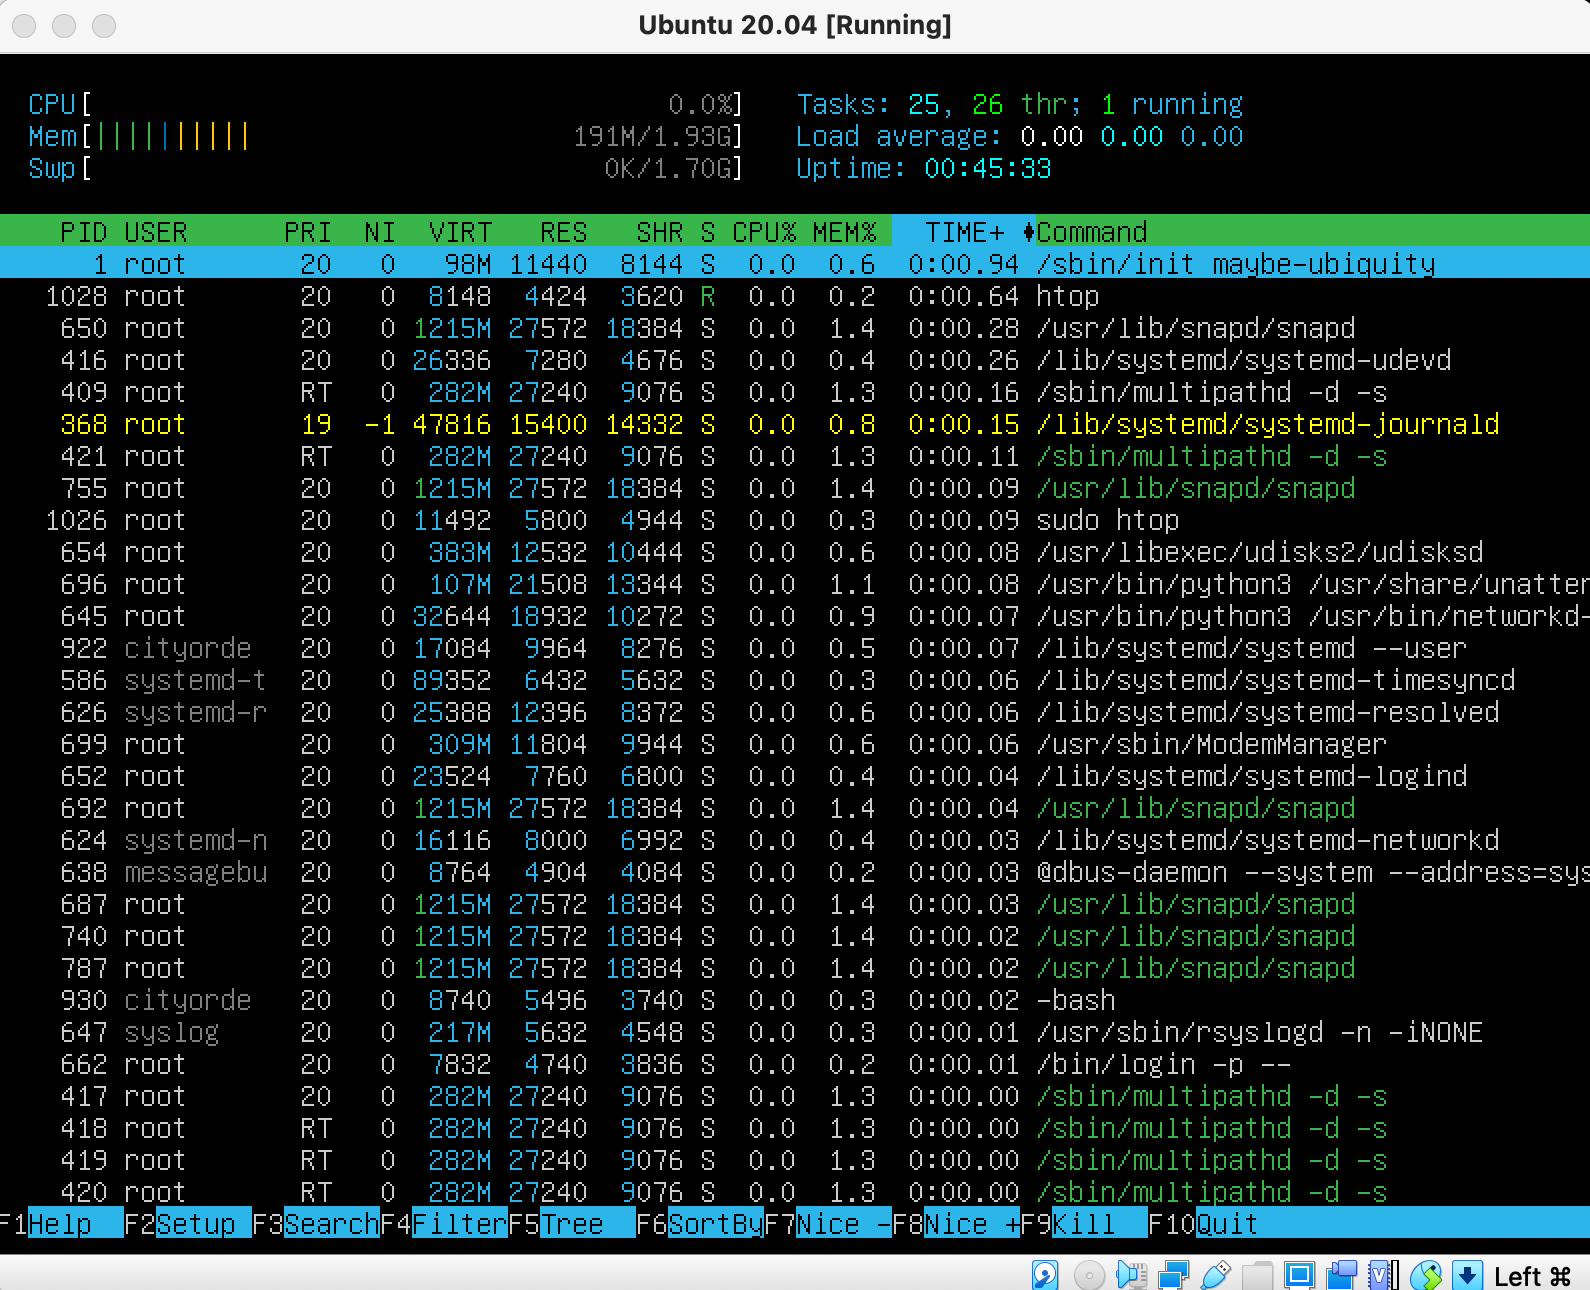 Ubuntu 20.04 [Running]
CPU[ 0.0%] Tasks: 25, 26 thr; 1 running
Mem[||||||||||| 191M/1.93G] Load average: 0.00 0.00 0.00
Swp[ 0K/1.70G] Uptime: 00:45:33
PID USER PRI NI VIRT RES SHR S CPU% MEM% TIME+ Command
1 root 20 0 98M 11440 8144 S 0.0 0.6 0:00.94 /sbin/init maybe-ubiquity
1028 root 20 0 8148 4424 3620 R 0.0 0.2 0:00.64 htop
650 root 20 0 1215M 27572 18384 S 0.0 1.4 0:00.28 /usr/lib/snapd/snapd
416 root 20 0 26336 7280 4676 S 0.0 0.4 0:00.26 /lib/systemd/systemd-udevd
409 root RT 0 282M 27240 9076 S 0.0 1.3 0:00.16 /sbin/multipathd -d -s
368 root 19 -1 47816 15400 14332 S 0.0 0.8 0:00.15 /lib/systemd/systemd-journald
421 root RT 0 282M 27240 9076 S 0.0 1.3 0:00.11 /sbin/multipathd -d -s
755 root 20 0 1215M 27572 18384 S 0.0 1.4 0:00.09 /usr/lib/snapd/snapd
1026 root 20 0 11492 5800 4944 S 0.0 0.3 0:00.09 sudo htop
654 root 20 0 383M 12532 10444 S 0.0 0.6 0:00.08 /usr/libexec/udisks2/udisksd
696 root 20 0 107M 21508 13344 S 0.0 1.1 0:00.08 /usr/bin/python3 /usr/share/unatten
645 root 20 0 32644 18932 10272 S 0.0 0.9 0:00.07 /usr/bin/python3 /usr/bin/networkd-
922 cityorde 20 0 17084 9964 8276 S 0.0 0.5 0:00.07 /lib/systemd/systemd --user
586 systemd-t 20 0 89352 6432 5632 S 0.0 0.3 0:00.06 /lib/systemd/systemd-timesyncd
626 systemd-r 20 0 25388 12396 8372 S 0.0 0.6 0:00.06 /lib/systemd/systemd-resolved
699 root 20 0 309M 11804 9944 S 0.0 0.6 0:00.06 /usr/sbin/ModemManager
652 root 20 0 23524 7760 6800 S 0.0 0.4 0:00.04 /lib/systemd/systemd-logind
692 root 20 0 1215M 27572 18384 S 0.0 1.4 0:00.04 /usr/lib/snapd/snapd
624 systemd-n 20 0 16116 8000 6992 S 0.0 0.4 0:00.03 /lib/systemd/systemd-networkd
638 messagebu 20 0 8764 4904 4084 S 0.0 0.2 0:00.03 @dbus-daemon --system --address=sys
687 root 20 0 1215M 27572 18384 S 0.0 1.4 0:00.03 /usr/lib/snapd/snapd
740 root 20 0 1215M 27572 18384 S 0.0 1.4 0:00.02 /usr/lib/snapd/snapd
787 root 20 0 1215M 27572 18384 S 0.0 1.4 0:00.02 /usr/lib/snapd/snapd
930 cityorde 20 0 8740 5496 3740 S 0.0 0.3 0:00.02 -bash
647 syslog 20 0 217M 5632 4548 S 0.0 0.3 0:00.01 /usr/sbin/rsyslogd -n -iNONE
662 root 20 0 7832 4740 3836 S 0.0 0.2 0:00.01 /bin/login -p --
417 root 20 0 282M 27240 9076 S 0.0 1.3 0:00.00 /sbin/multipathd -d -s
418 root RT 0 282M 27240 9076 S 0.0 1.3 0:00.00 /sbin/multipathd -d -s
419 root RT 0 282M 27240 9076 S 0.0 1.3 0:00.00 /sbin/multipathd -d -s
420 root RT 0 282M 27240 9076 S 0.0 1.3 0:00.00 /sbin/multipathd -d -s
F1Help F2Setup F3SearchF4FilterF5Tree F6SortByF7Nice -F8Nice +F9Kill F10Quit
Left ⌘